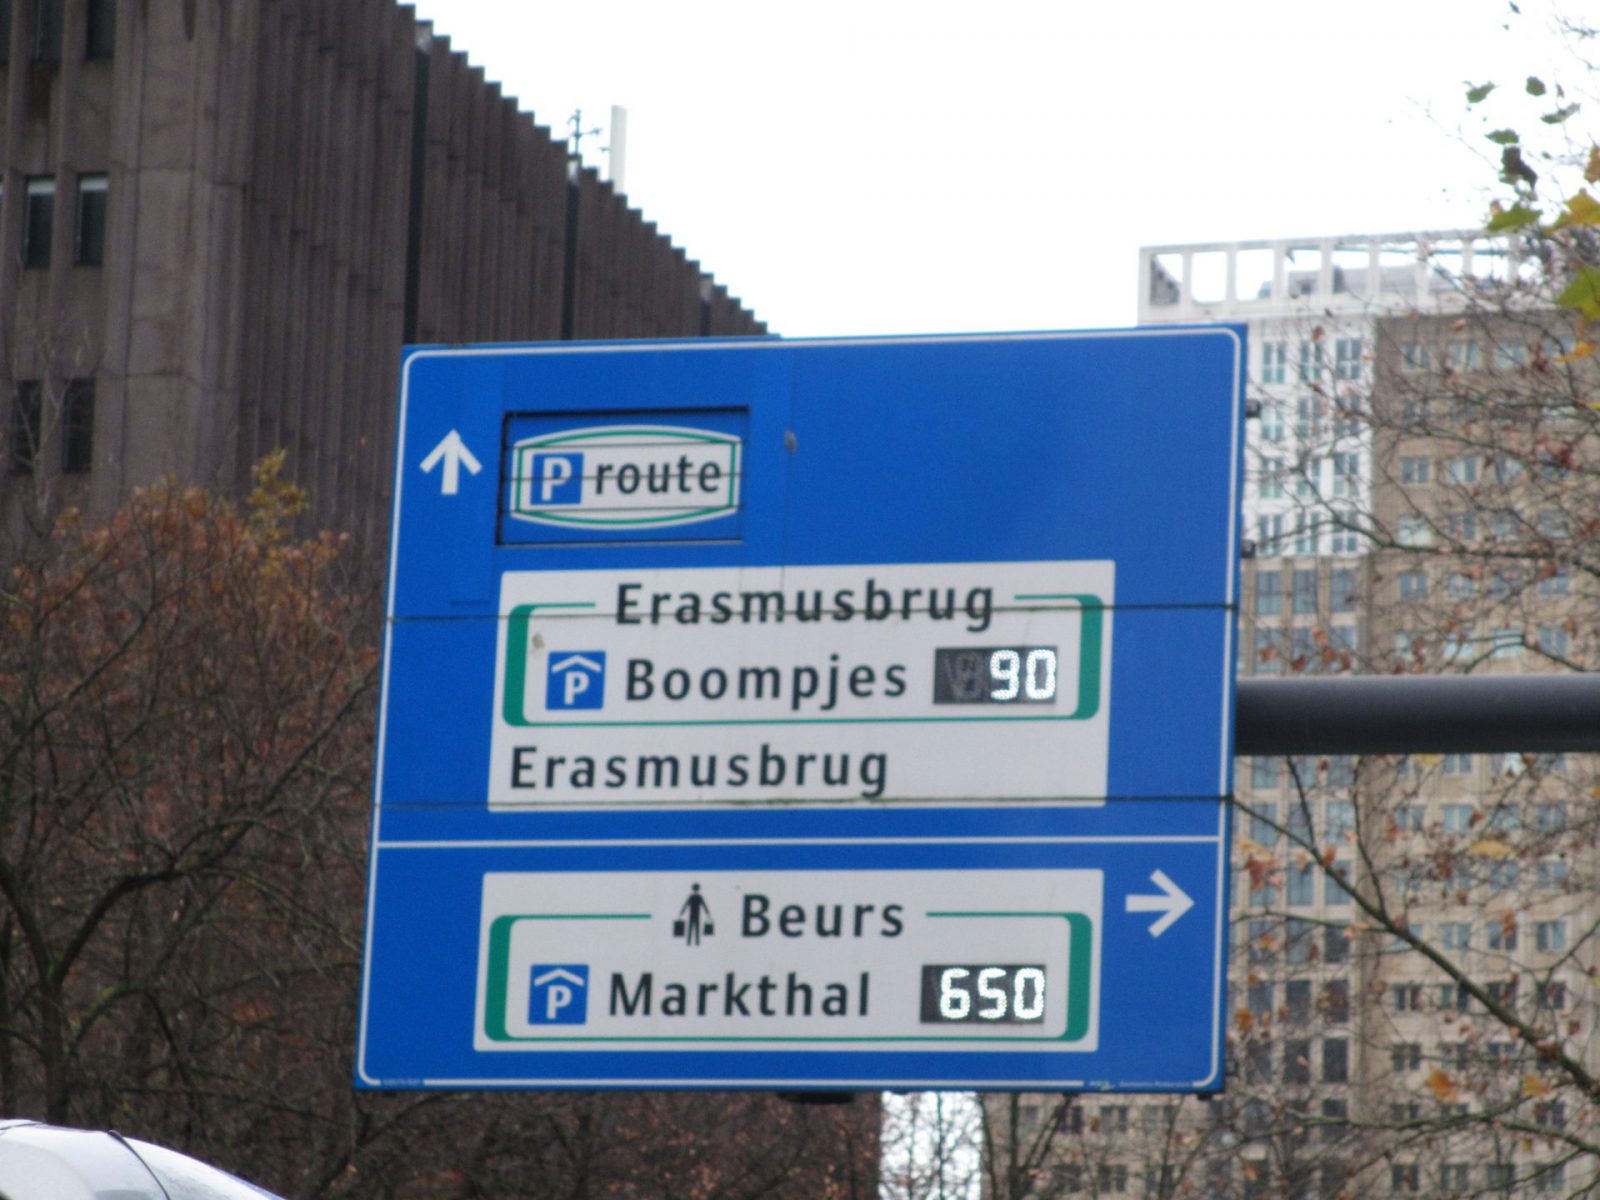 P route
Erasmusbrug
P Boompjes 90
Erasmusbrug
Beurs
P Markthal 650